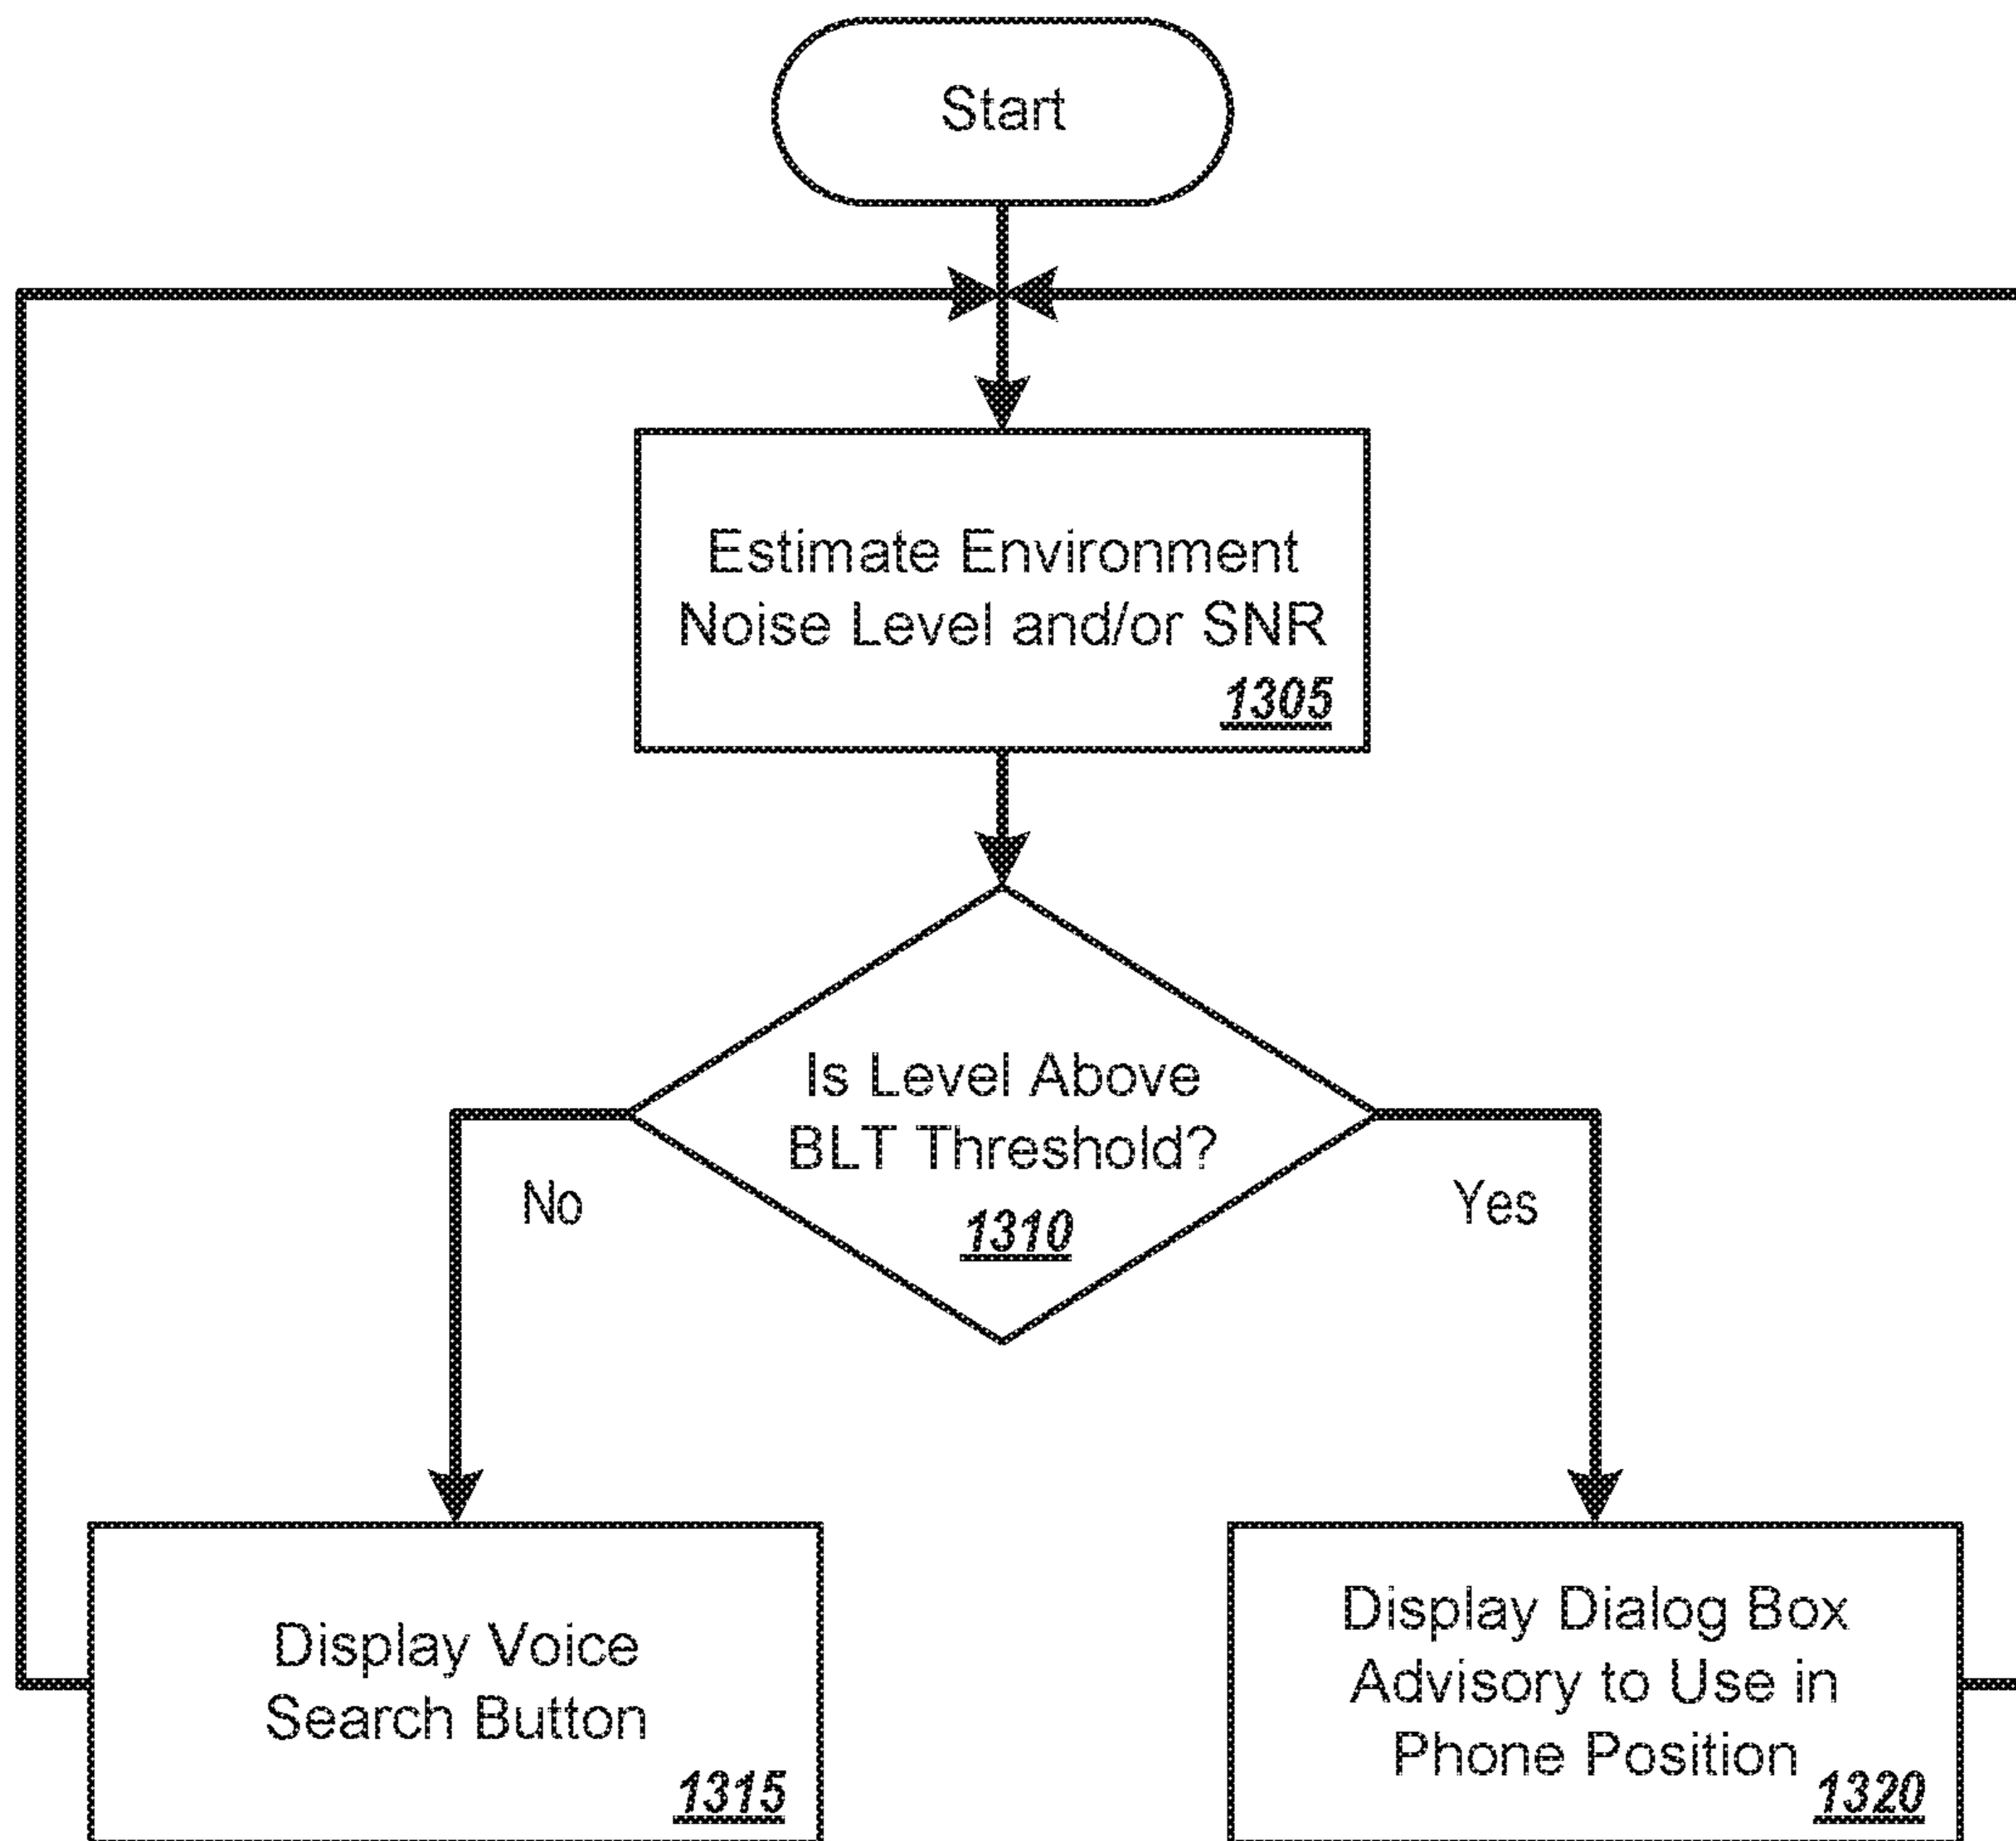 Start
Estimate Environment
Noise Level and/or SNR
1305
Is Level Above
BLT Threshold?
1310
No
Yes
Display Voice
Search Button
1315
Display Dialog Box
Advisory to Use in
Phone Position
1320